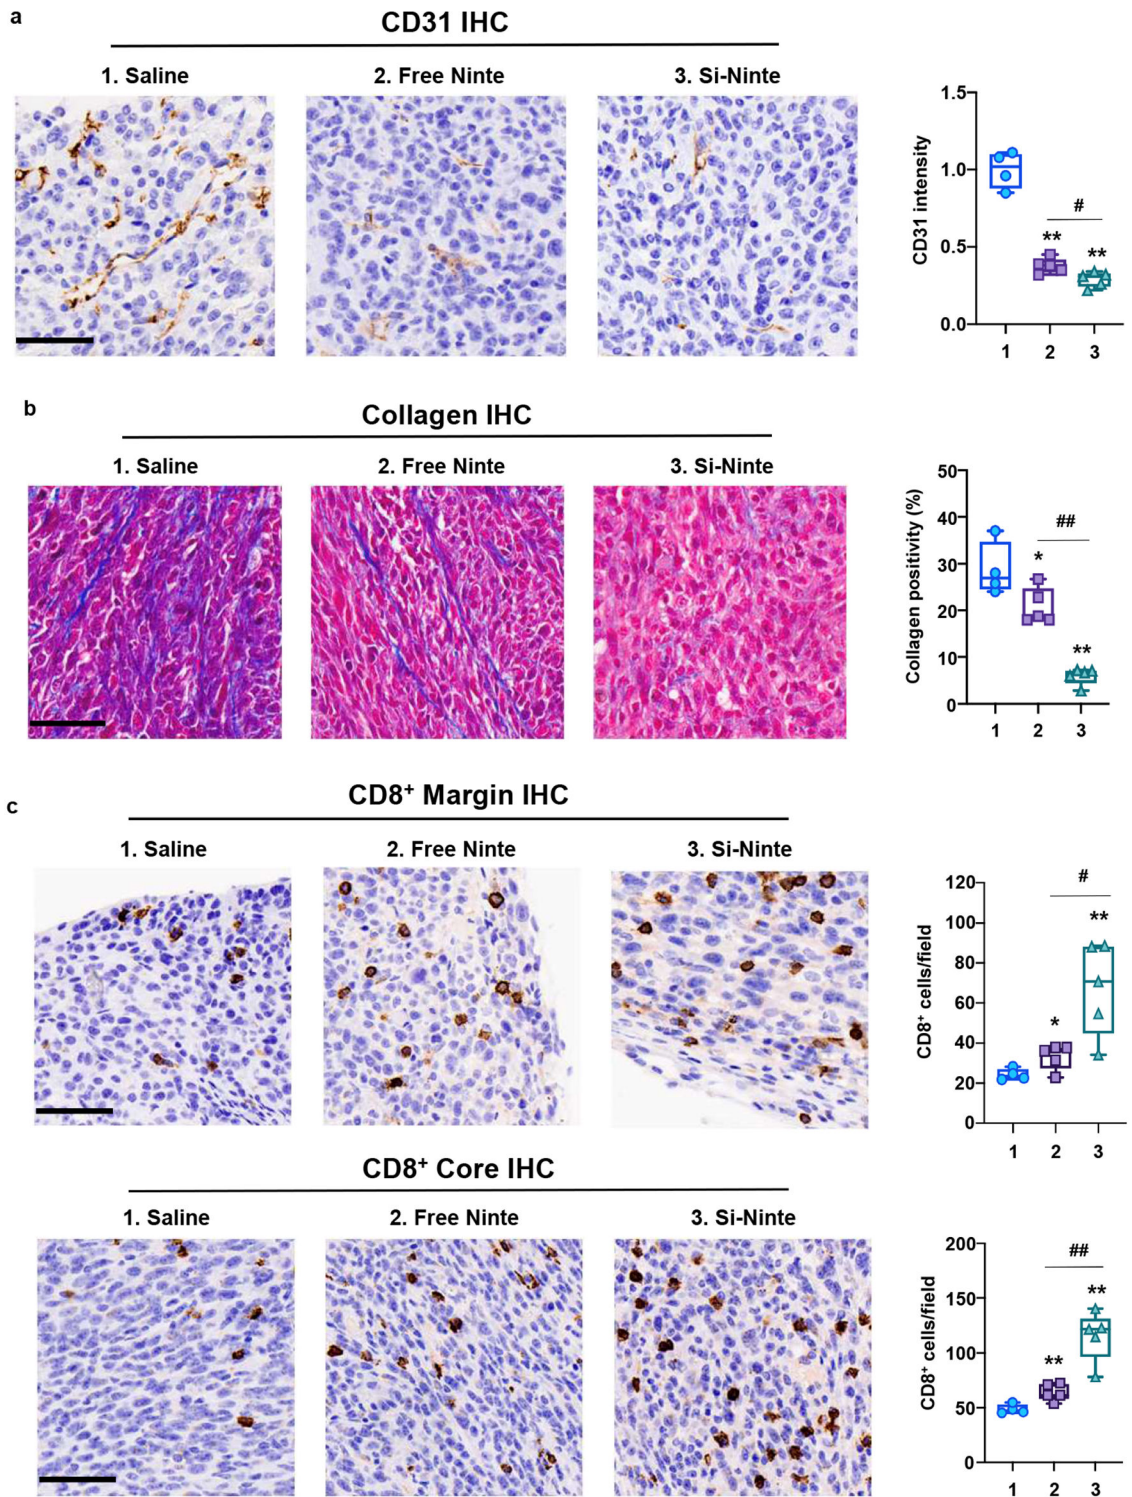 a
CD31 IHC
1. Saline
2. Free Ninte
3. Si-Ninte
CD31 intensity
1.5
1.0
0.5
0.0
#
**
**
1 2 3
b
Collagen IHC
1. Saline
2. Free Ninte
3. Si-Ninte
Collagen positivity (%)
50
40
30
20
10
0
##
*
**
1 2 3
c
CD8⁺ Margin IHC
1. Saline
2. Free Ninte
3. Si-Ninte
CD8⁺ cells/field
120
100
80
60
40
20
0
#
**
*
1 2 3
CD8⁺ Core IHC
1. Saline
2. Free Ninte
3. Si-Ninte
CD8⁺ cells/field
200
150
100
50
0
##
**
**
1 2 3